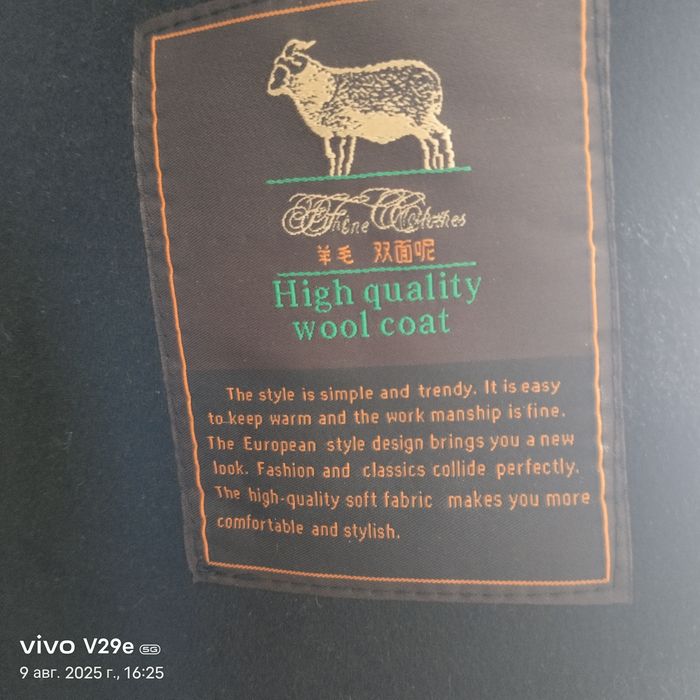 Thine Clothes
羊毛 双面呢
High quality
wool coat
The style is simple and trendy. It is easy
to keep warm and the work manship is fine.
The European style design brings you a new
look. Fashion and classics collide perfectly.
The high-quality soft fabric makes you more
comfortable and stylish.
vivo V29e 5G
9 авг. 2025 г., 16:25